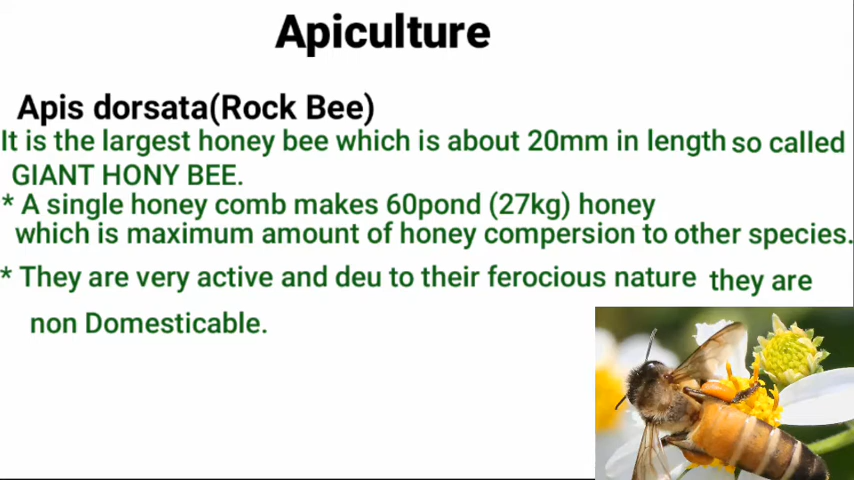 Apiculture
Apis dorsata(Rock Bee)
It is the largest honey bee which is about 20mm in length so called
GIANT HONY BEE.
* A single honey comb makes 60pond (27kg) honey
which is maximum amount of honey compersion to other species.
* They are very active and deu to their ferocious nature they are
non Domesticable.